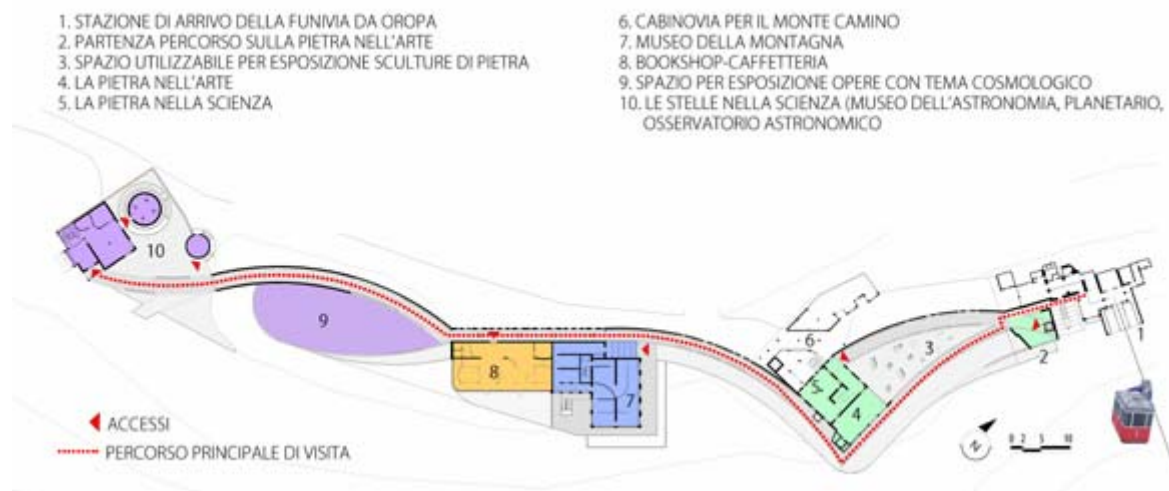 1. STAZIONE DI ARRIVO DELLA FUNIVIA DA OROPA
2. PARTENZA PERCORSO SULLA PIETRA NELL'ARTE
3. SPAZIO UTILIZZABILE PER ESPOSIZIONE SCULTURE DI PIETRA
4. LA PIETRA NELL'ARTE
5. LA PIETRA NELLA SCIENZA
6. CABINOVIA PER IL MONTE CAMINO
7. MUSEO DELLA MONTAGNA
8. BOOKSHOP-CAFFETTERIA
9. SPAZIO PER ESPOSIZIONE OPERE CON TEMA COSMOLOGICO
10. LE STELLE NELLA SCIENZA (MUSEO DELL'ASTRONOMIA, PLANETARIO,
OSSERVATORIO ASTRONOMICO
10
9
8
7
6
5
4
3
2
1
ACCESSI
PERCORSO PRINCIPALE DI VISITA
N
0 2 5 10